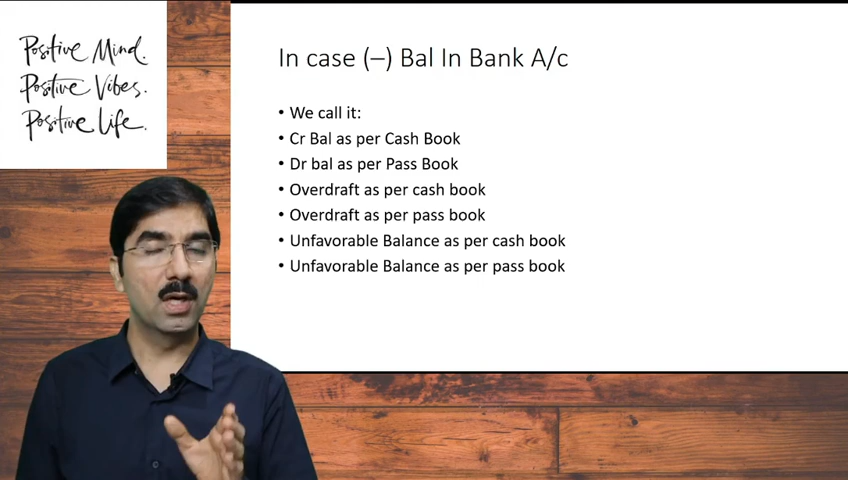 Positive Mind.
Positive Vibes.
Positive Life.
In case (–) Bal In Bank A/c
• We call it:
• Cr Bal as per Cash Book
• Dr bal as per Pass Book
• Overdraft as per cash book
• Overdraft as per pass book
• Unfavorable Balance as per cash book
• Unfavorable Balance as per pass book